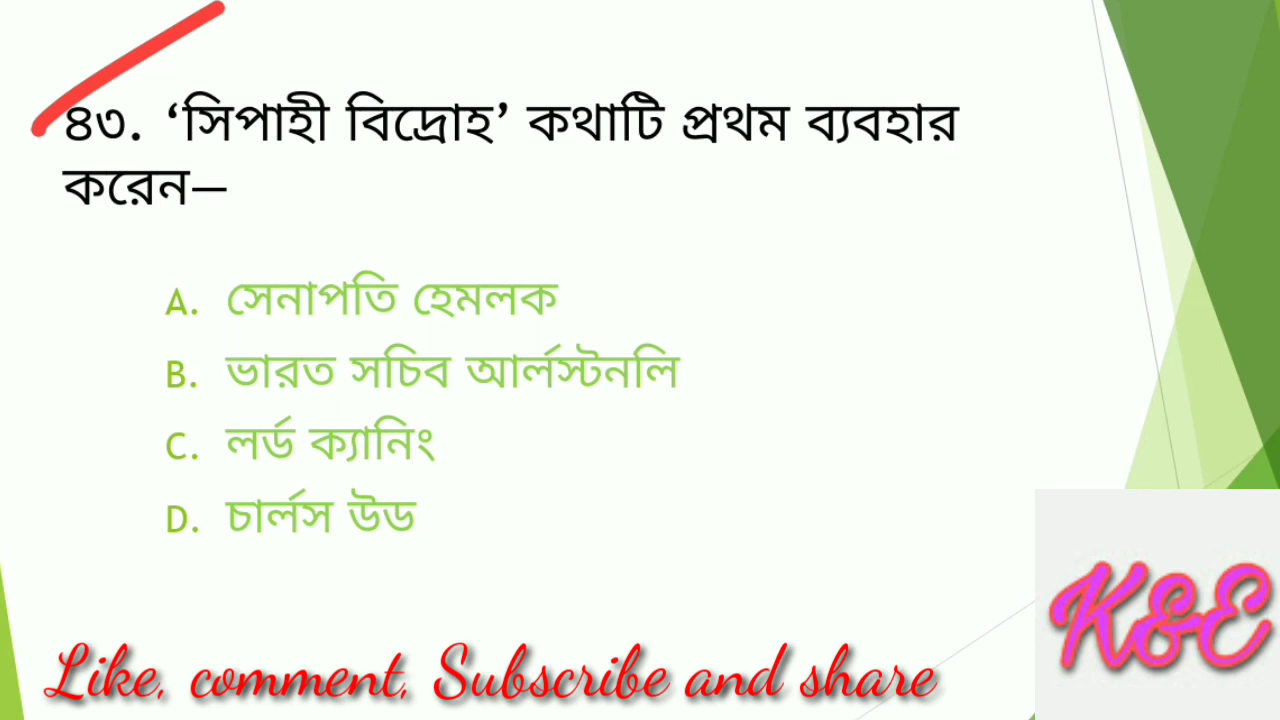 ৪৩. ‘সিপাহী বিদ্রোহ’ কথাটি প্রথম ব্যবহার
করেন—
A. সেনাপতি হেমলক
B. ভারত সচিব আর্লস্টনলি
C. লর্ড ক্যানিং
D. চার্লস উড
K&E
Like, comment, Subscribe and share